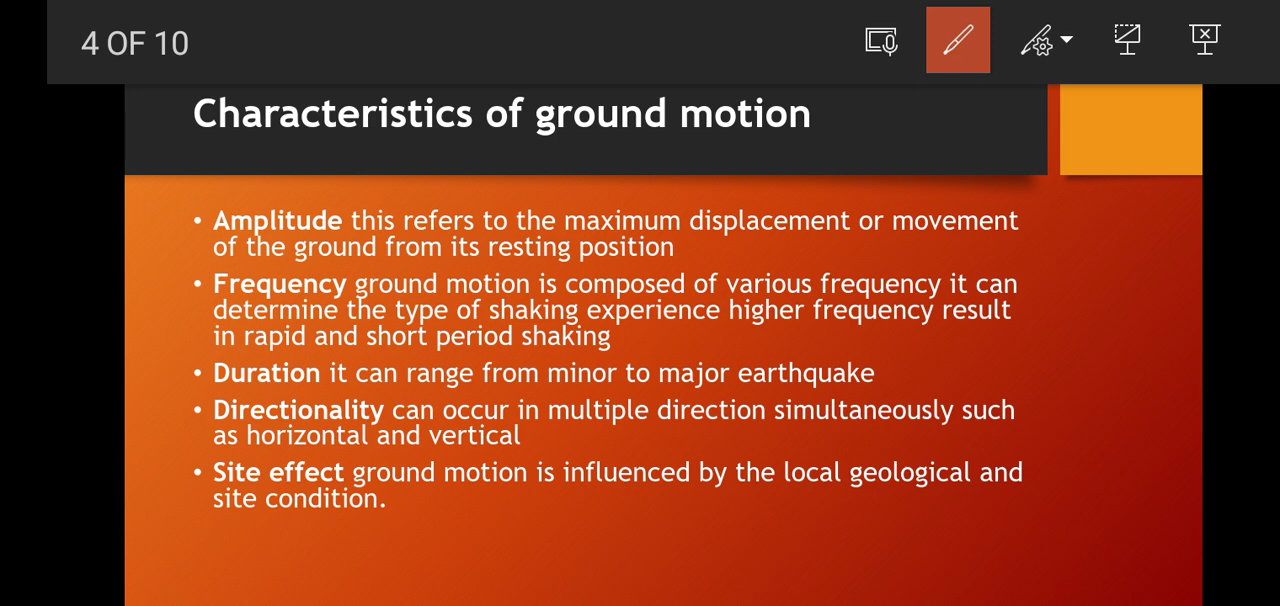 4 OF 10
Characteristics of ground motion
• Amplitude this refers to the maximum displacement or movement
of the ground from its resting position
• Frequency ground motion is composed of various frequency it can
determine the type of shaking experience higher frequency result
in rapid and short period shaking
• Duration it can range from minor to major earthquake
• Directionality can occur in multiple direction simultaneously such
as horizontal and vertical
• Site effect ground motion is influenced by the local geological and
site condition.